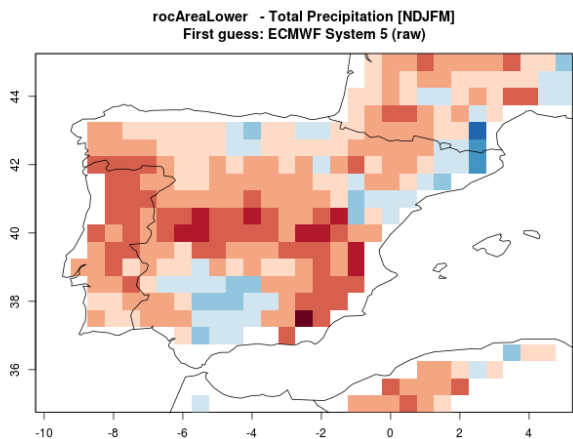 rocAreaLower - Total Precipitation [NDJFM]
First guess: ECMWF System 5 (raw)
44
42
40
38
36
-10 -8 -6 -4 -2 0 2 4